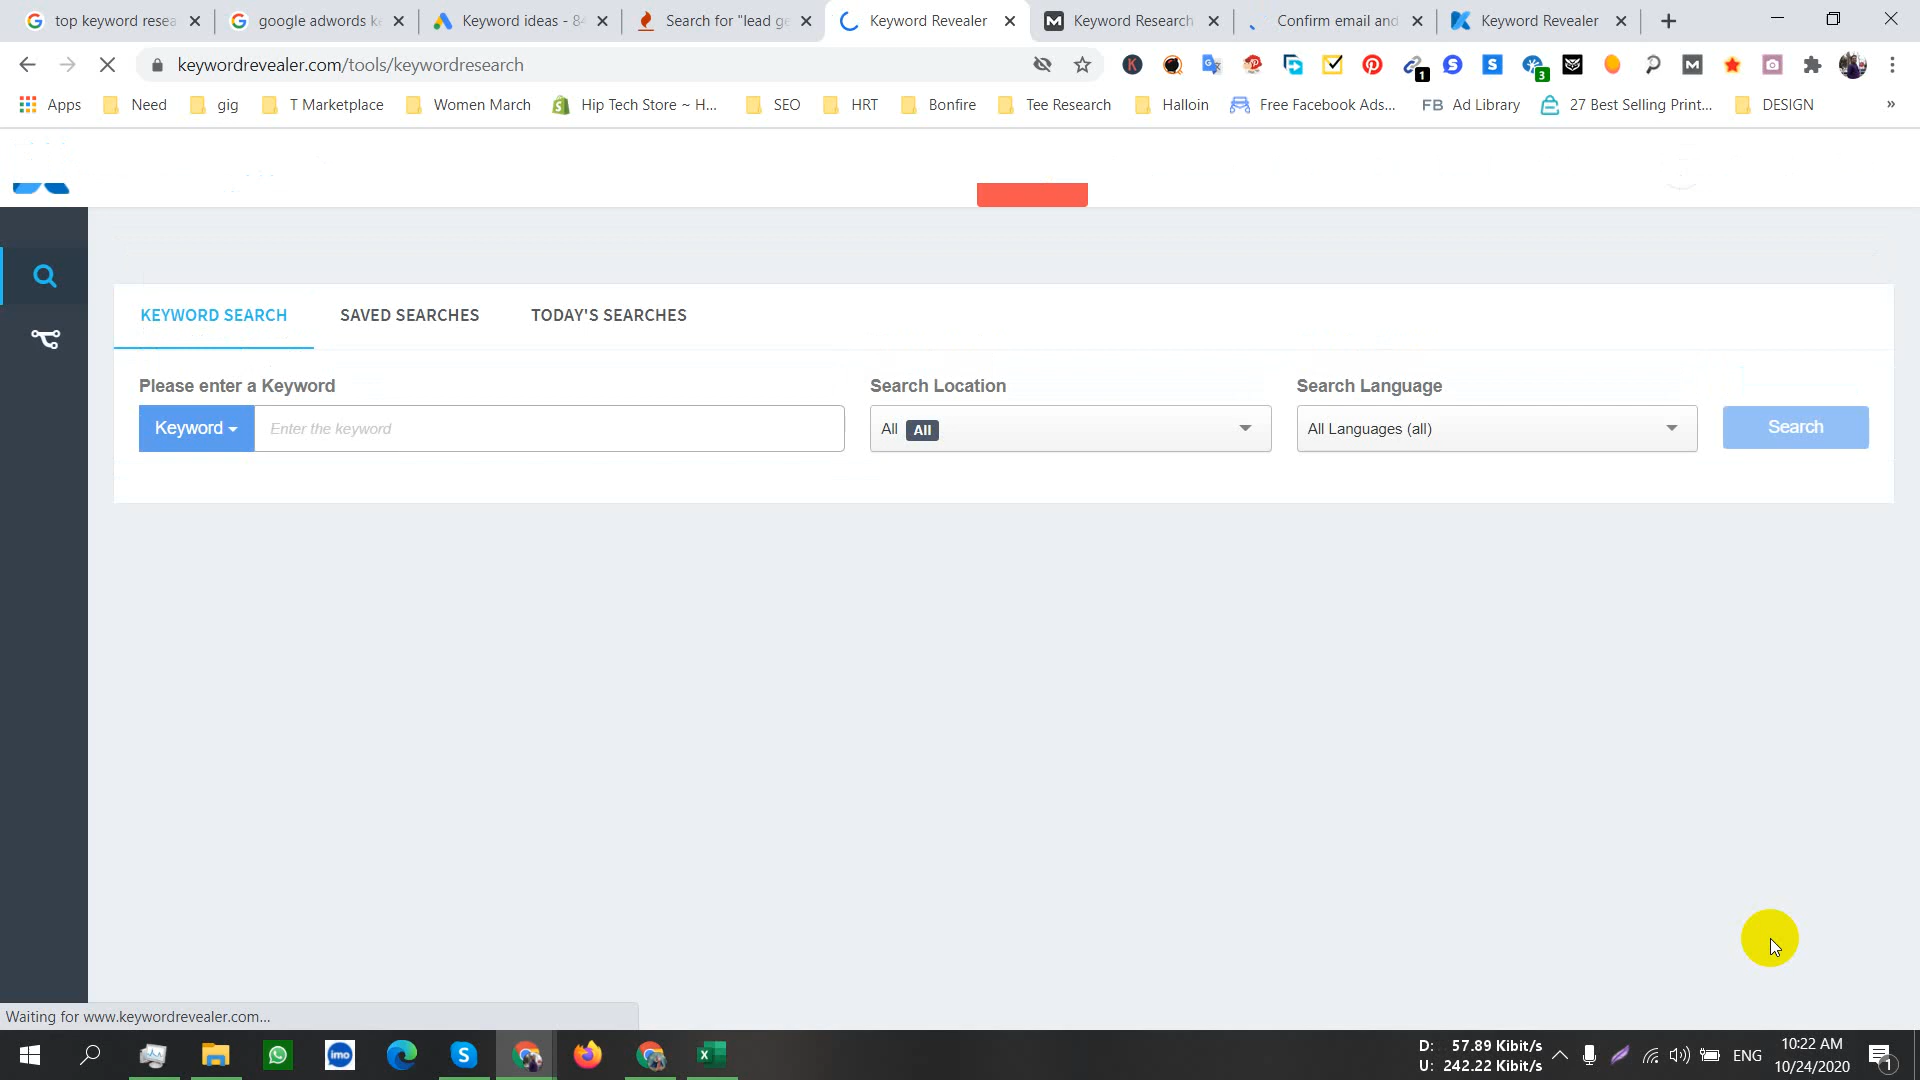 top keyword resea
google adwords k
Keyword ideas - 8
Search for "lead ge
Keyword Revealer
Keyword Research
Confirm email and
Keyword Revealer
keywordrevealer.com/tools/keywordresearch
1
3
Apps
Need
gig
T Marketplace
Women March
Hip Tech Store ~ H...
SEO
HRT
Bonfire
Tee Research
Halloin
Free Facebook Ads...
FB Ad Library
27 Best Selling Print...
DESIGN
»
KEYWORD SEARCH
SAVED SEARCHES
TODAY'S SEARCHES
Please enter a Keyword
Search Location
Search Language
Keyword
Enter the keyword
All All
All Languages (all)
Search
Waiting for www.keywordrevealer.com...
imo
D: 57.89 Kibit/s
U: 242.22 Kibit/s
ENG
10:22 AM
10/24/2020
1